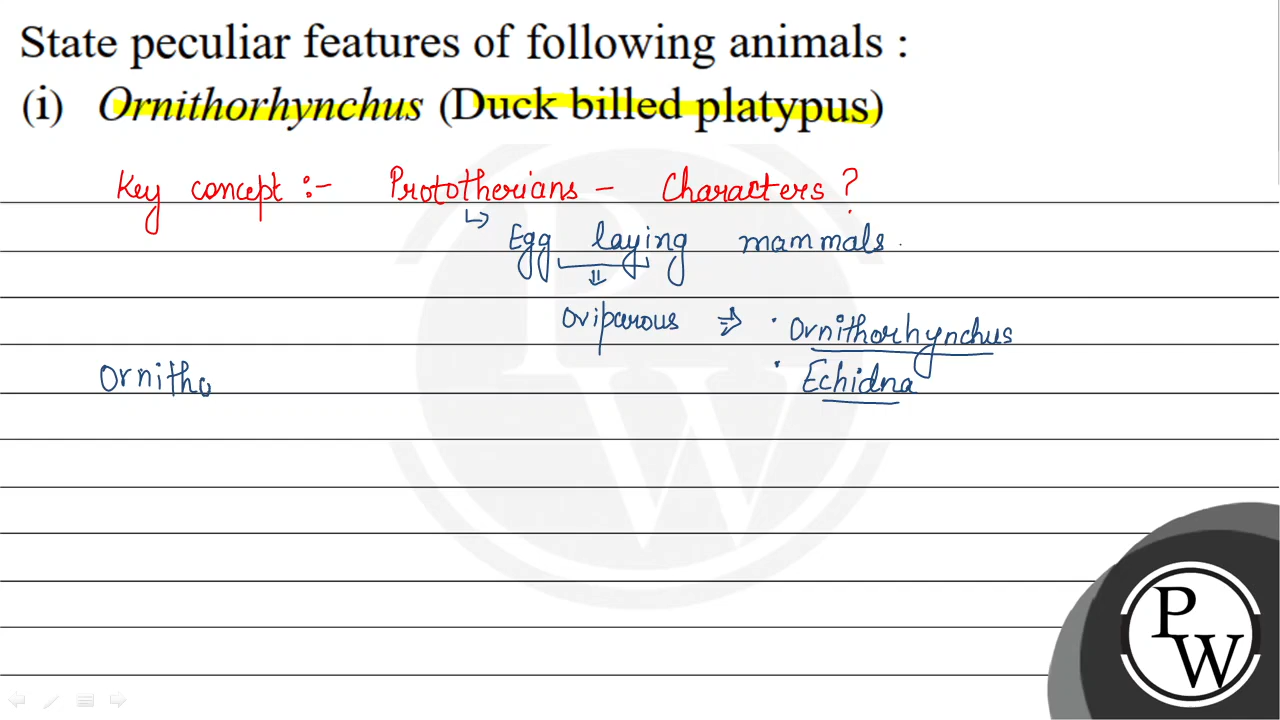 State peculiar features of following animals :
(i) Ornithorhynchus (Duck billed platypus)
Key concept :- Prototherians - Characters ?
↳ Egg laying mammals.
⇓
Oviparous ⇒ · Ornithorhynchus
Ornitho · Echidna
P
W